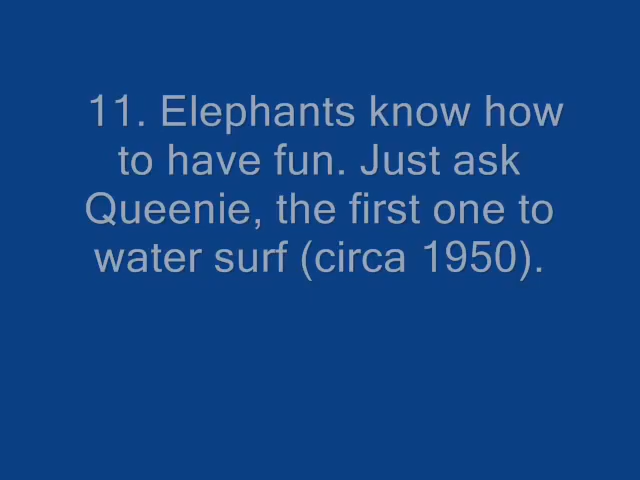 11. Elephants know how
to have fun. Just ask
Queenie, the first one to
water surf (circa 1950).